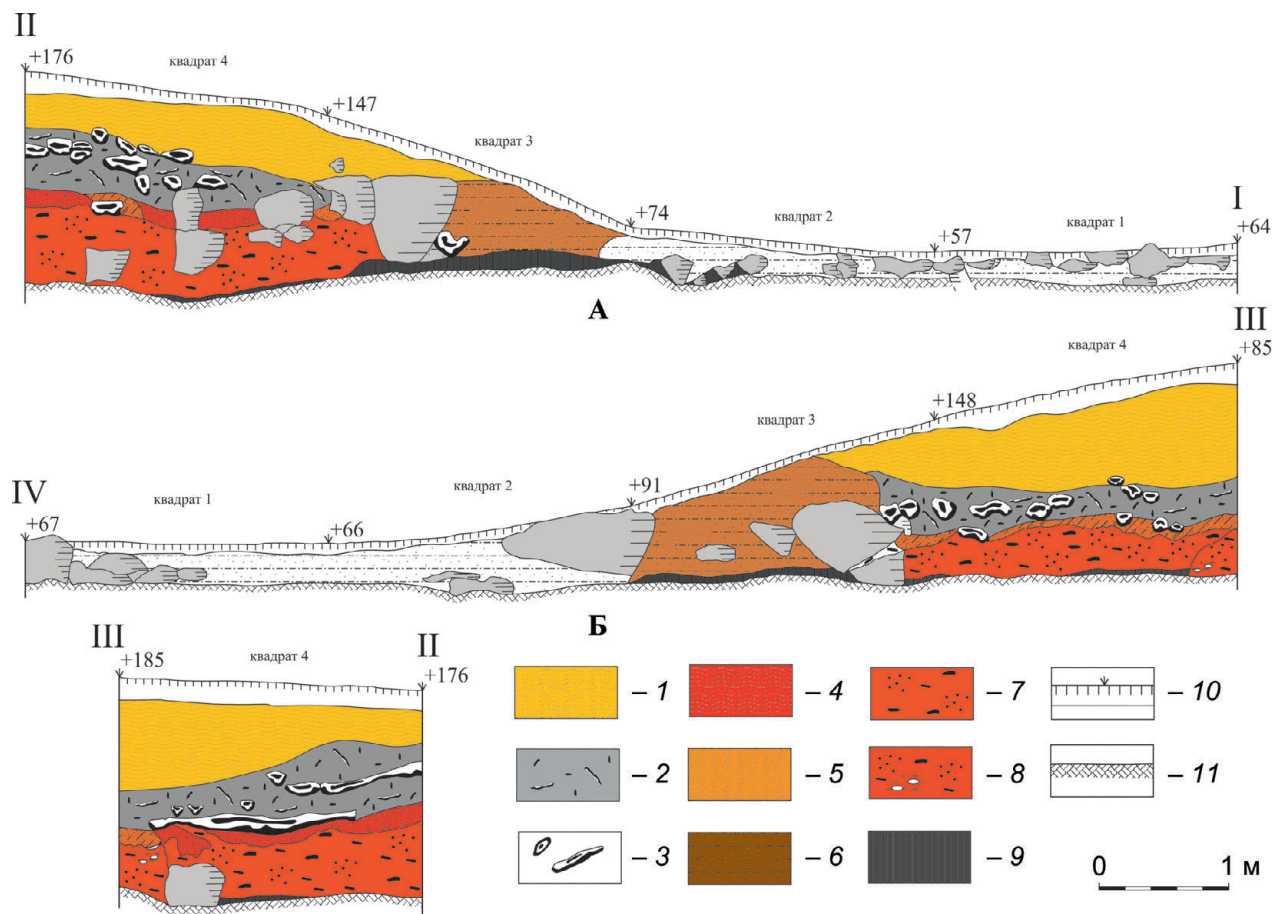 II
+176
квадрат 4
+147
квадрат 3
+74
квадрат 2
+57
квадрат 1
I
+64
А
IV
+67
квадрат 1
+66
квадрат 2
+91
квадрат 3
+148
квадрат 4
III
+85
Б
III
+185
квадрат 4
II
+176
– 1
– 2
– 3
– 4
– 5
– 6
– 7
– 8
– 9
– 10
– 11
0 1 м